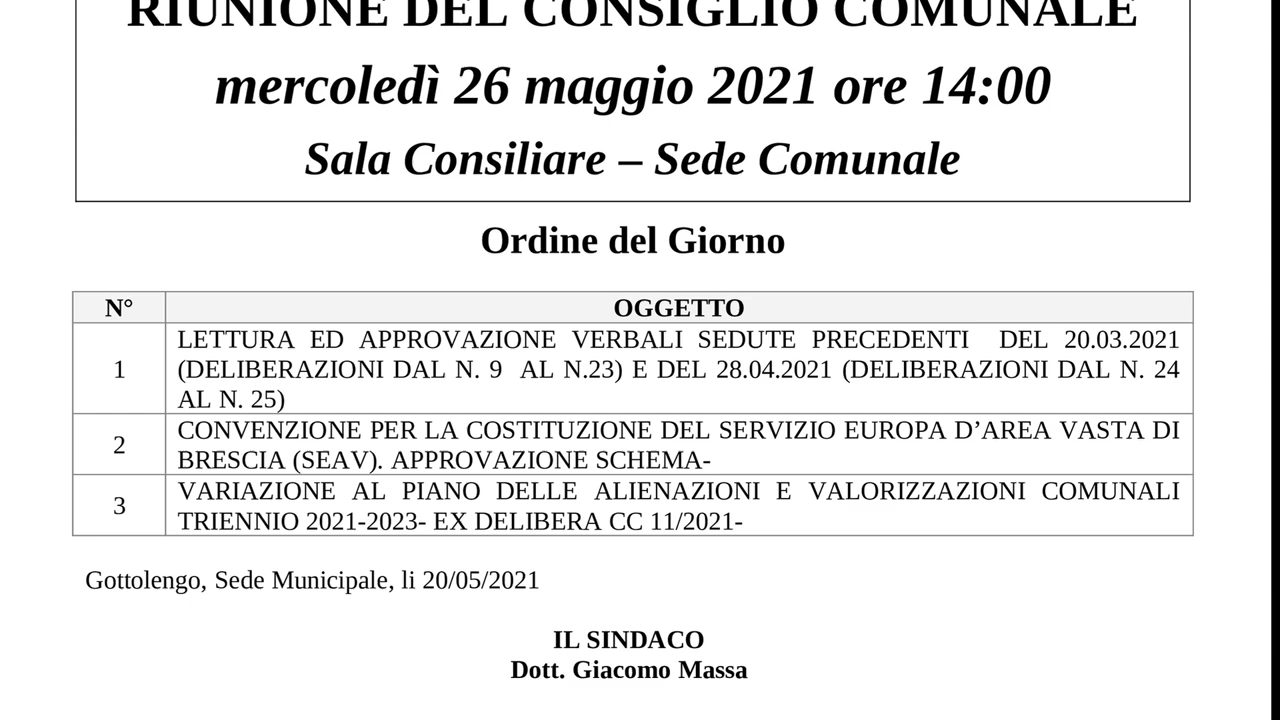 RIUNIONE DEL CONSIGLIO COMUNALE
mercoledì 26 maggio 2021 ore 14:00
Sala Consiliare – Sede Comunale
Ordine del Giorno
N° OGGETTO
1 LETTURA ED APPROVAZIONE VERBALI SEDUTE PRECEDENTI DEL 20.03.2021
(DELIBERAZIONI DAL N. 9 AL N.23) E DEL 28.04.2021 (DELIBERAZIONI DAL N. 24
AL N. 25)
2 CONVENZIONE PER LA COSTITUZIONE DEL SERVIZIO EUROPA D’AREA VASTA DI
BRESCIA (SEAV). APPROVAZIONE SCHEMA-
3 VARIAZIONE AL PIANO DELLE ALIENAZIONI E VALORIZZAZIONI COMUNALI
TRIENNIO 2021-2023- EX DELIBERA CC 11/2021-
Gottolengo, Sede Municipale, li 20/05/2021
IL SINDACO
Dott. Giacomo Massa